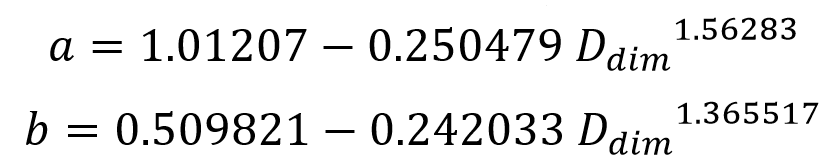 a = 1.01207 − 0.250479 D_dim^1.56283
b = 0.509821 − 0.242033 D_dim^1.365517